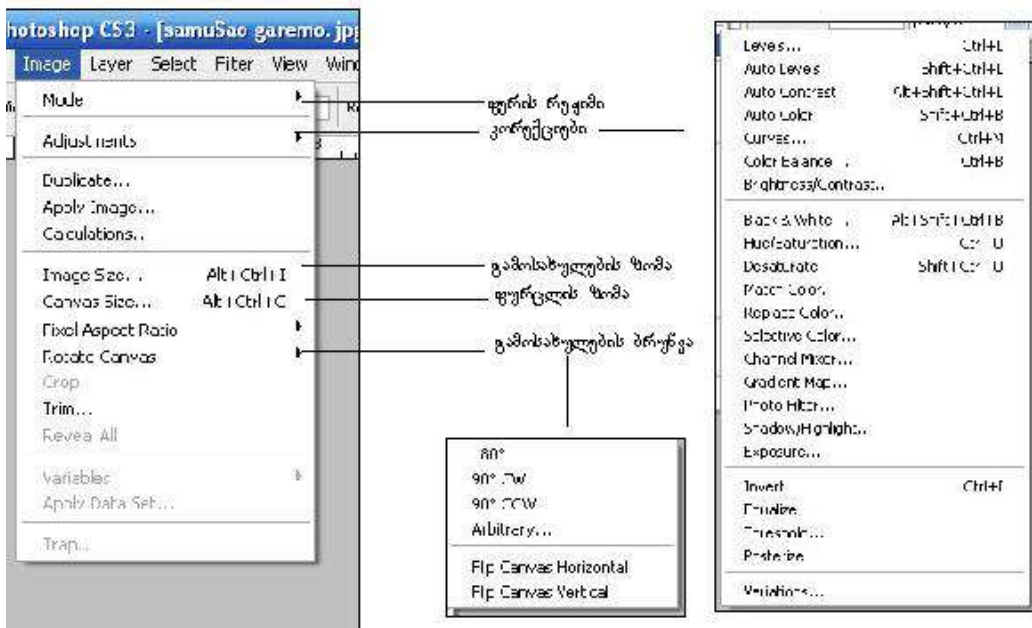 hotoshop CS3 - [samuSao garemo.jpg
Image Layer Select Filter View Wind
Mode
Adjustments
Duplicate...
Apply Image...
Calculations...
Image Size... Alt+Ctrl+I
Canvas Size... Alt+Ctrl+C
Pixel Aspect Ratio
Rotate Canvas
Crop
Trim...
Reveal All
Variables
Apply Data Set...
Trap...
ფერის რეჟიმი
კორექციები
გამოსახულების ზომა
ფურცლის ზომა
გამოსახულების ბრუნვა
180°
90° CW
90° CCW
Arbitrary...
Flip Canvas Horizontal
Flip Canvas Vertical
Levels... Ctrl+L
Auto Levels Shift+Ctrl+L
Auto Contrast Alt+Shift+Ctrl+L
Auto Color Shift+Ctrl+B
Curves... Ctrl+M
Color Balance... Ctrl+B
Brightness/Contrast...
Black & White... Alt+Shift+Ctrl+B
Hue/Saturation... Ctrl+U
Desaturate Shift+Ctrl+U
Match Color...
Replace Color...
Selective Color...
Channel Mixer...
Gradient Map...
Photo Filter...
Shadow/Highlight...
Exposure...
Invert Ctrl+I
Equalize
Threshold...
Posterize...
Variations...